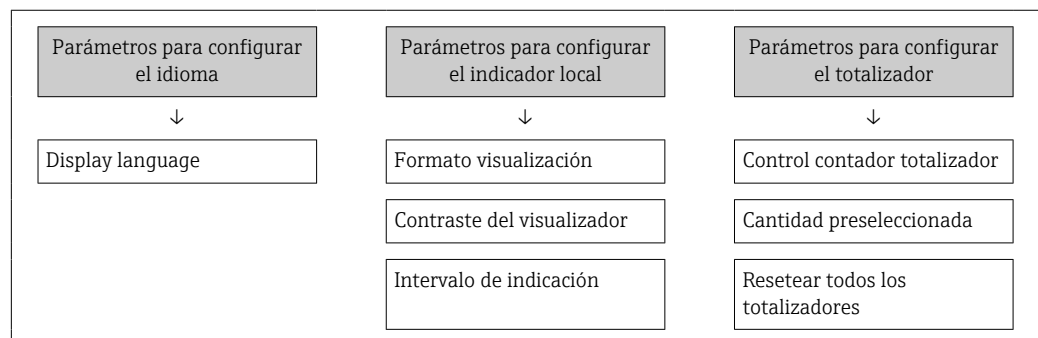 Parámetros para configurar
el idioma
↓
Display language
Parámetros para configurar
el indicador local
↓
Formato visualización
Contraste del visualizador
Intervalo de indicación
Parámetros para configurar
el totalizador
↓
Control contador totalizador
Cantidad preseleccionada
Resetear todos los
totalizadores